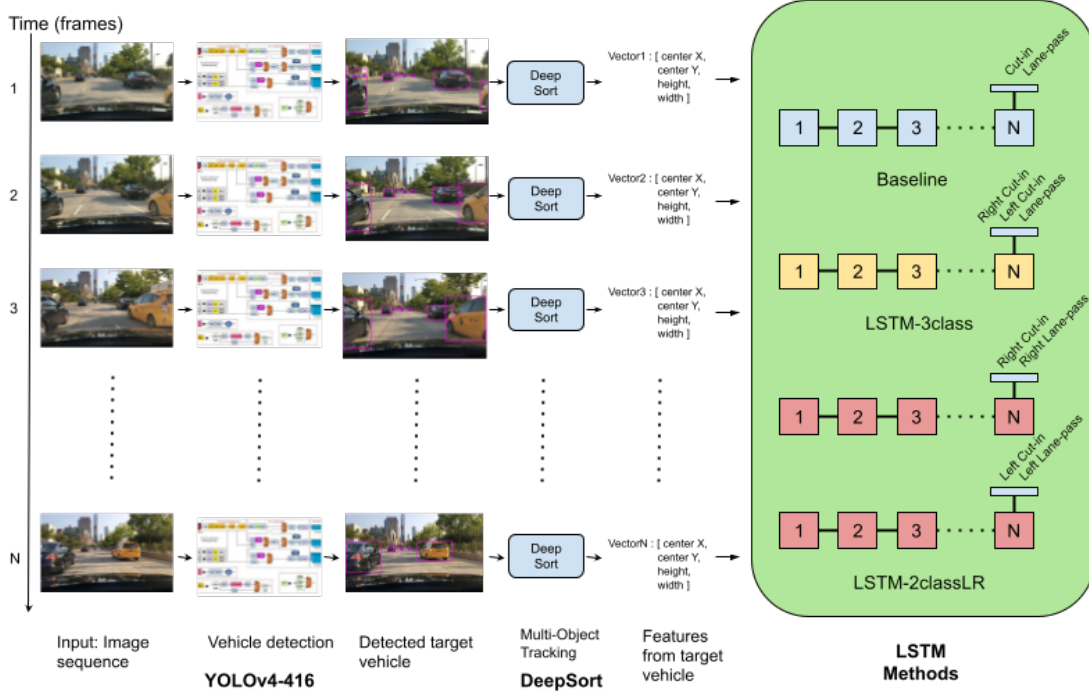 Time (frames)
1
Deep
Sort
Vector1 : [ center X,
center Y,
height,
width ]
2
Deep
Sort
Vector2 : [ center X,
center Y,
height,
width ]
3
Deep
Sort
Vector3 : [ center X,
center Y,
height,
width ]
N
Deep
Sort
VectorN : [ center X,
center Y,
height,
width ]
Input: Image
sequence
Vehicle detection
YOLOv4-416
Detected target
vehicle
Multi-Object
Tracking
DeepSort
Features
from target
vehicle
Cut-in
Lane-pass
1 2 3 N
Baseline
Right Cut-in
Left Cut-in
Lane-pass
1 2 3 N
LSTM-3class
Right Cut-in
Right Lane-pass
1 2 3 N
Left Cut-in
Left Lane-pass
1 2 3 N
LSTM-2classLR
LSTM
Methods